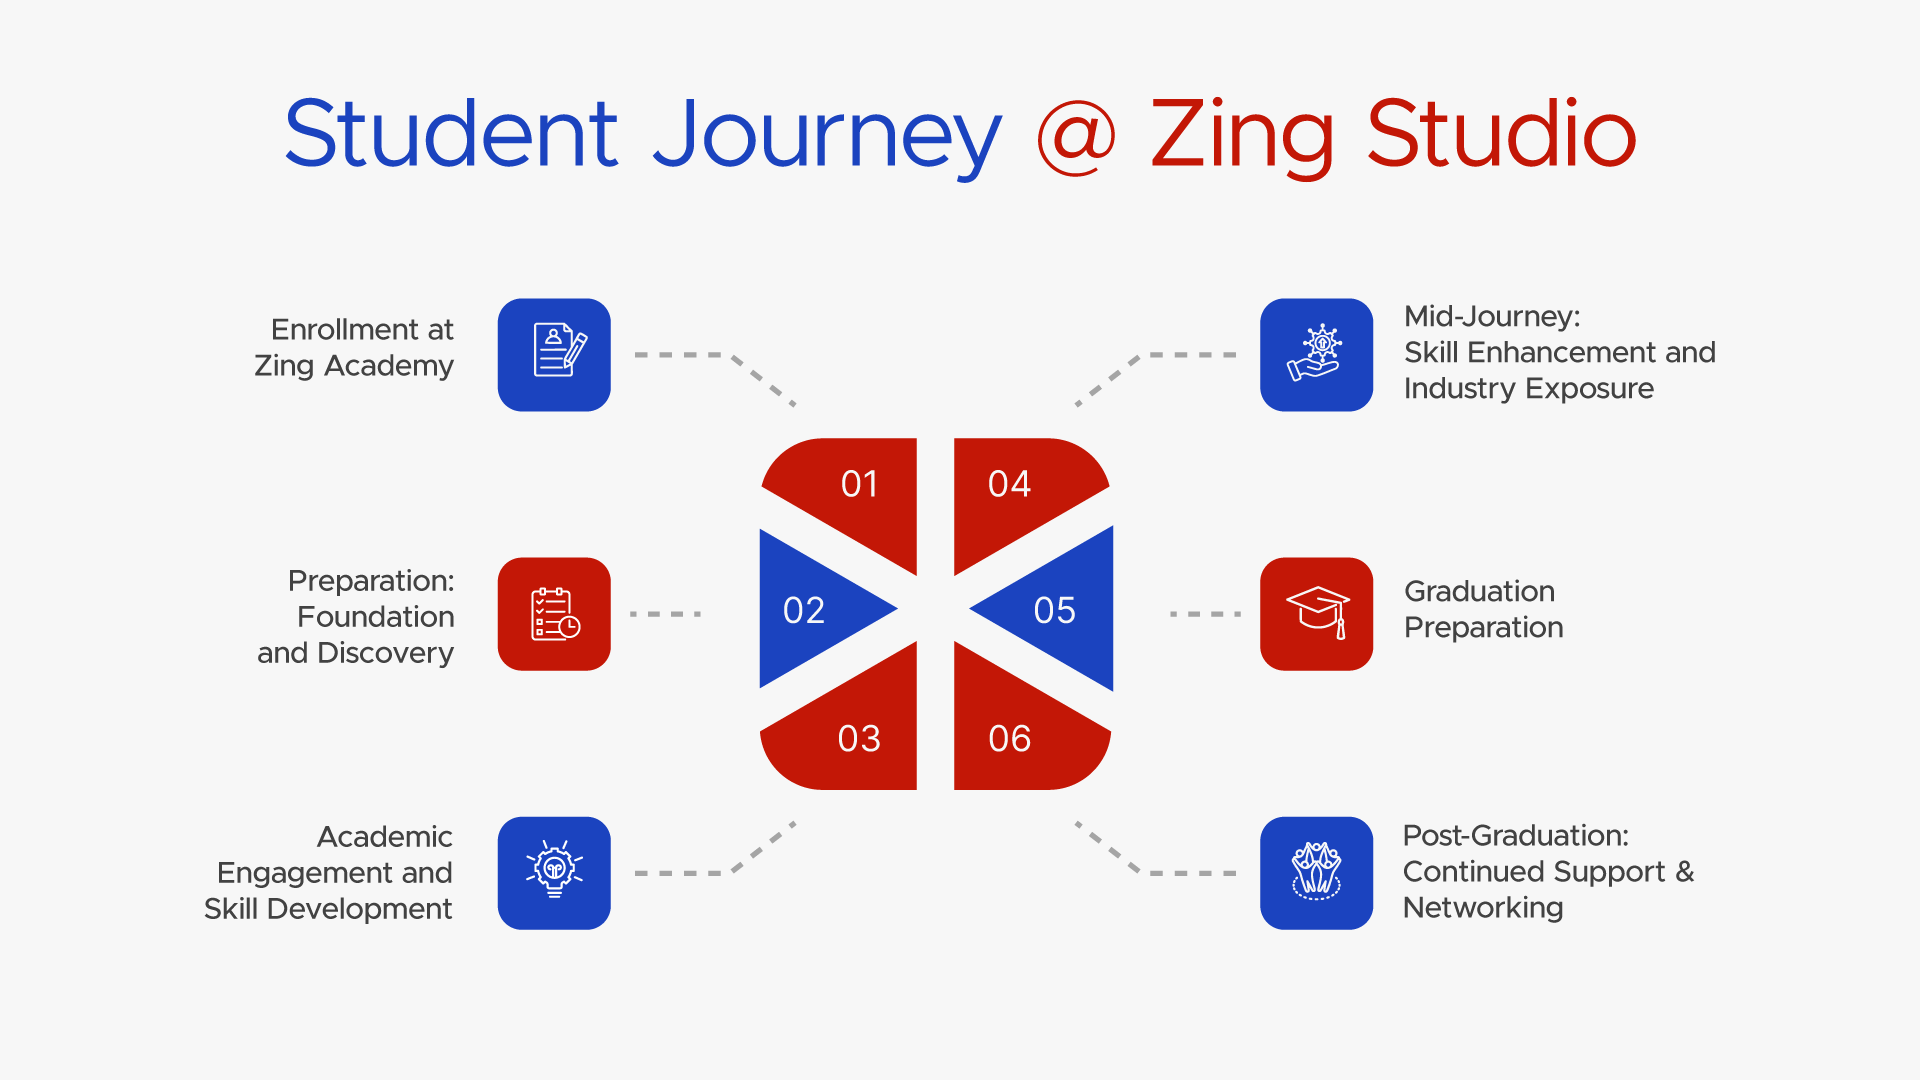 Student Journey @ Zing Studio
Enrollment at
Zing Academy
01
Preparation:
Foundation
and Discovery
02
Academic
Engagement and
Skill Development
03
Mid-Journey:
Skill Enhancement and
Industry Exposure
04
Graduation
Preparation
05
Post-Graduation:
Continued Support &
Networking
06